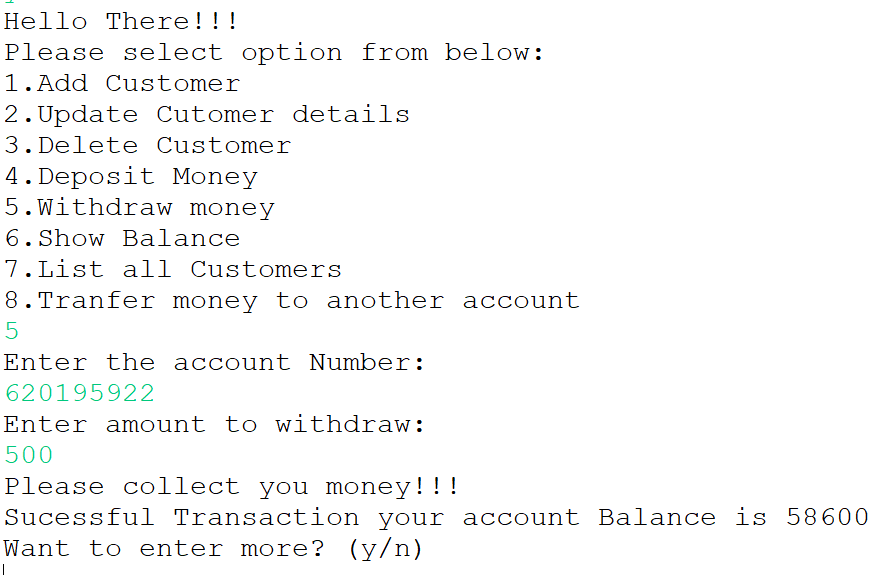 Hello There!!!
Please select option from below:
1.Add Customer
2.Update Cutomer details
3.Delete Customer
4.Deposit Money
5.Withdraw money
6.Show Balance
7.List all Customers
8.Tranfer money to another account
5
Enter the account Number:
620195922
Enter amount to withdraw:
500
Please collect you money!!!
Sucessful Transaction your account Balance is 58600
Want to enter more? (y/n)